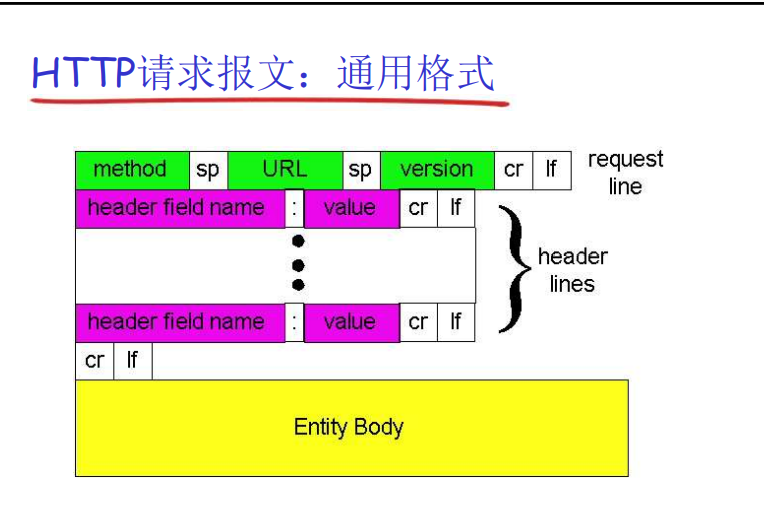 HTTP请求报文：通用格式
method sp URL sp version cr lf request line
header field name : value cr lf
header lines
header field name : value cr lf
cr lf
Entity Body